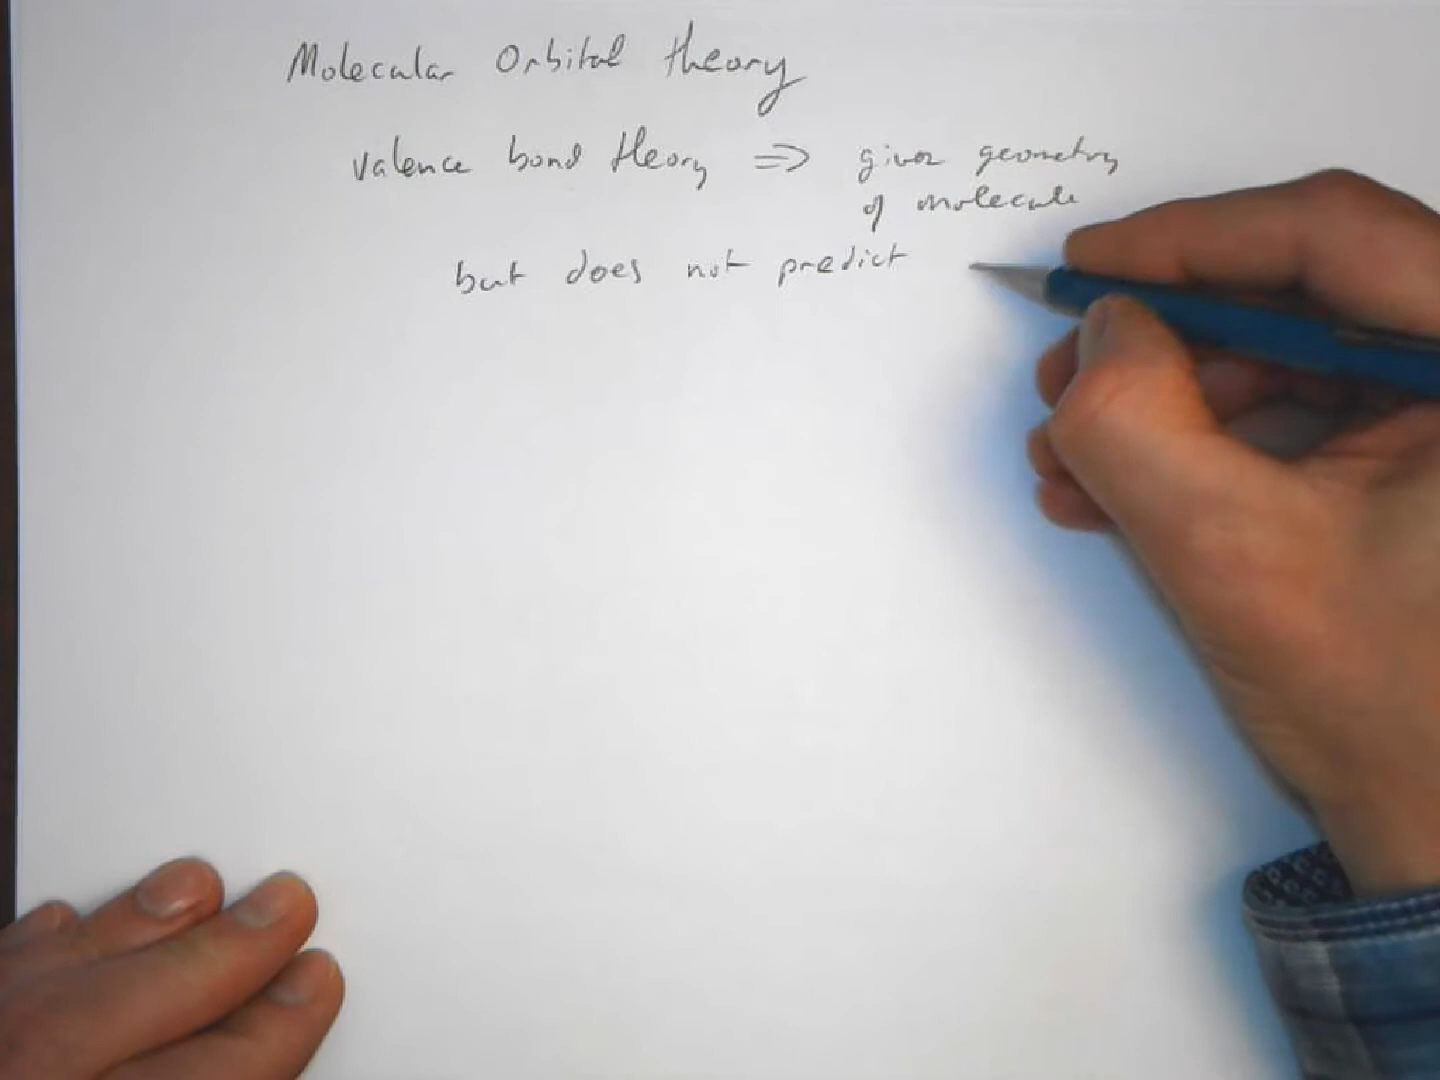 Molecular Orbital theory
valence bond theory => gives geometry
of molecule
but does not predict